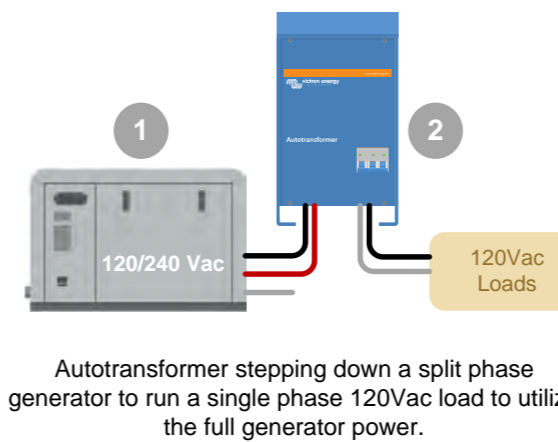 victron energy
Autotransformer
1
2
120/240 Vac
120Vac
Loads
Autotransformer stepping down a split phase
generator to run a single phase 120Vac load to utiliz
the full generator power.